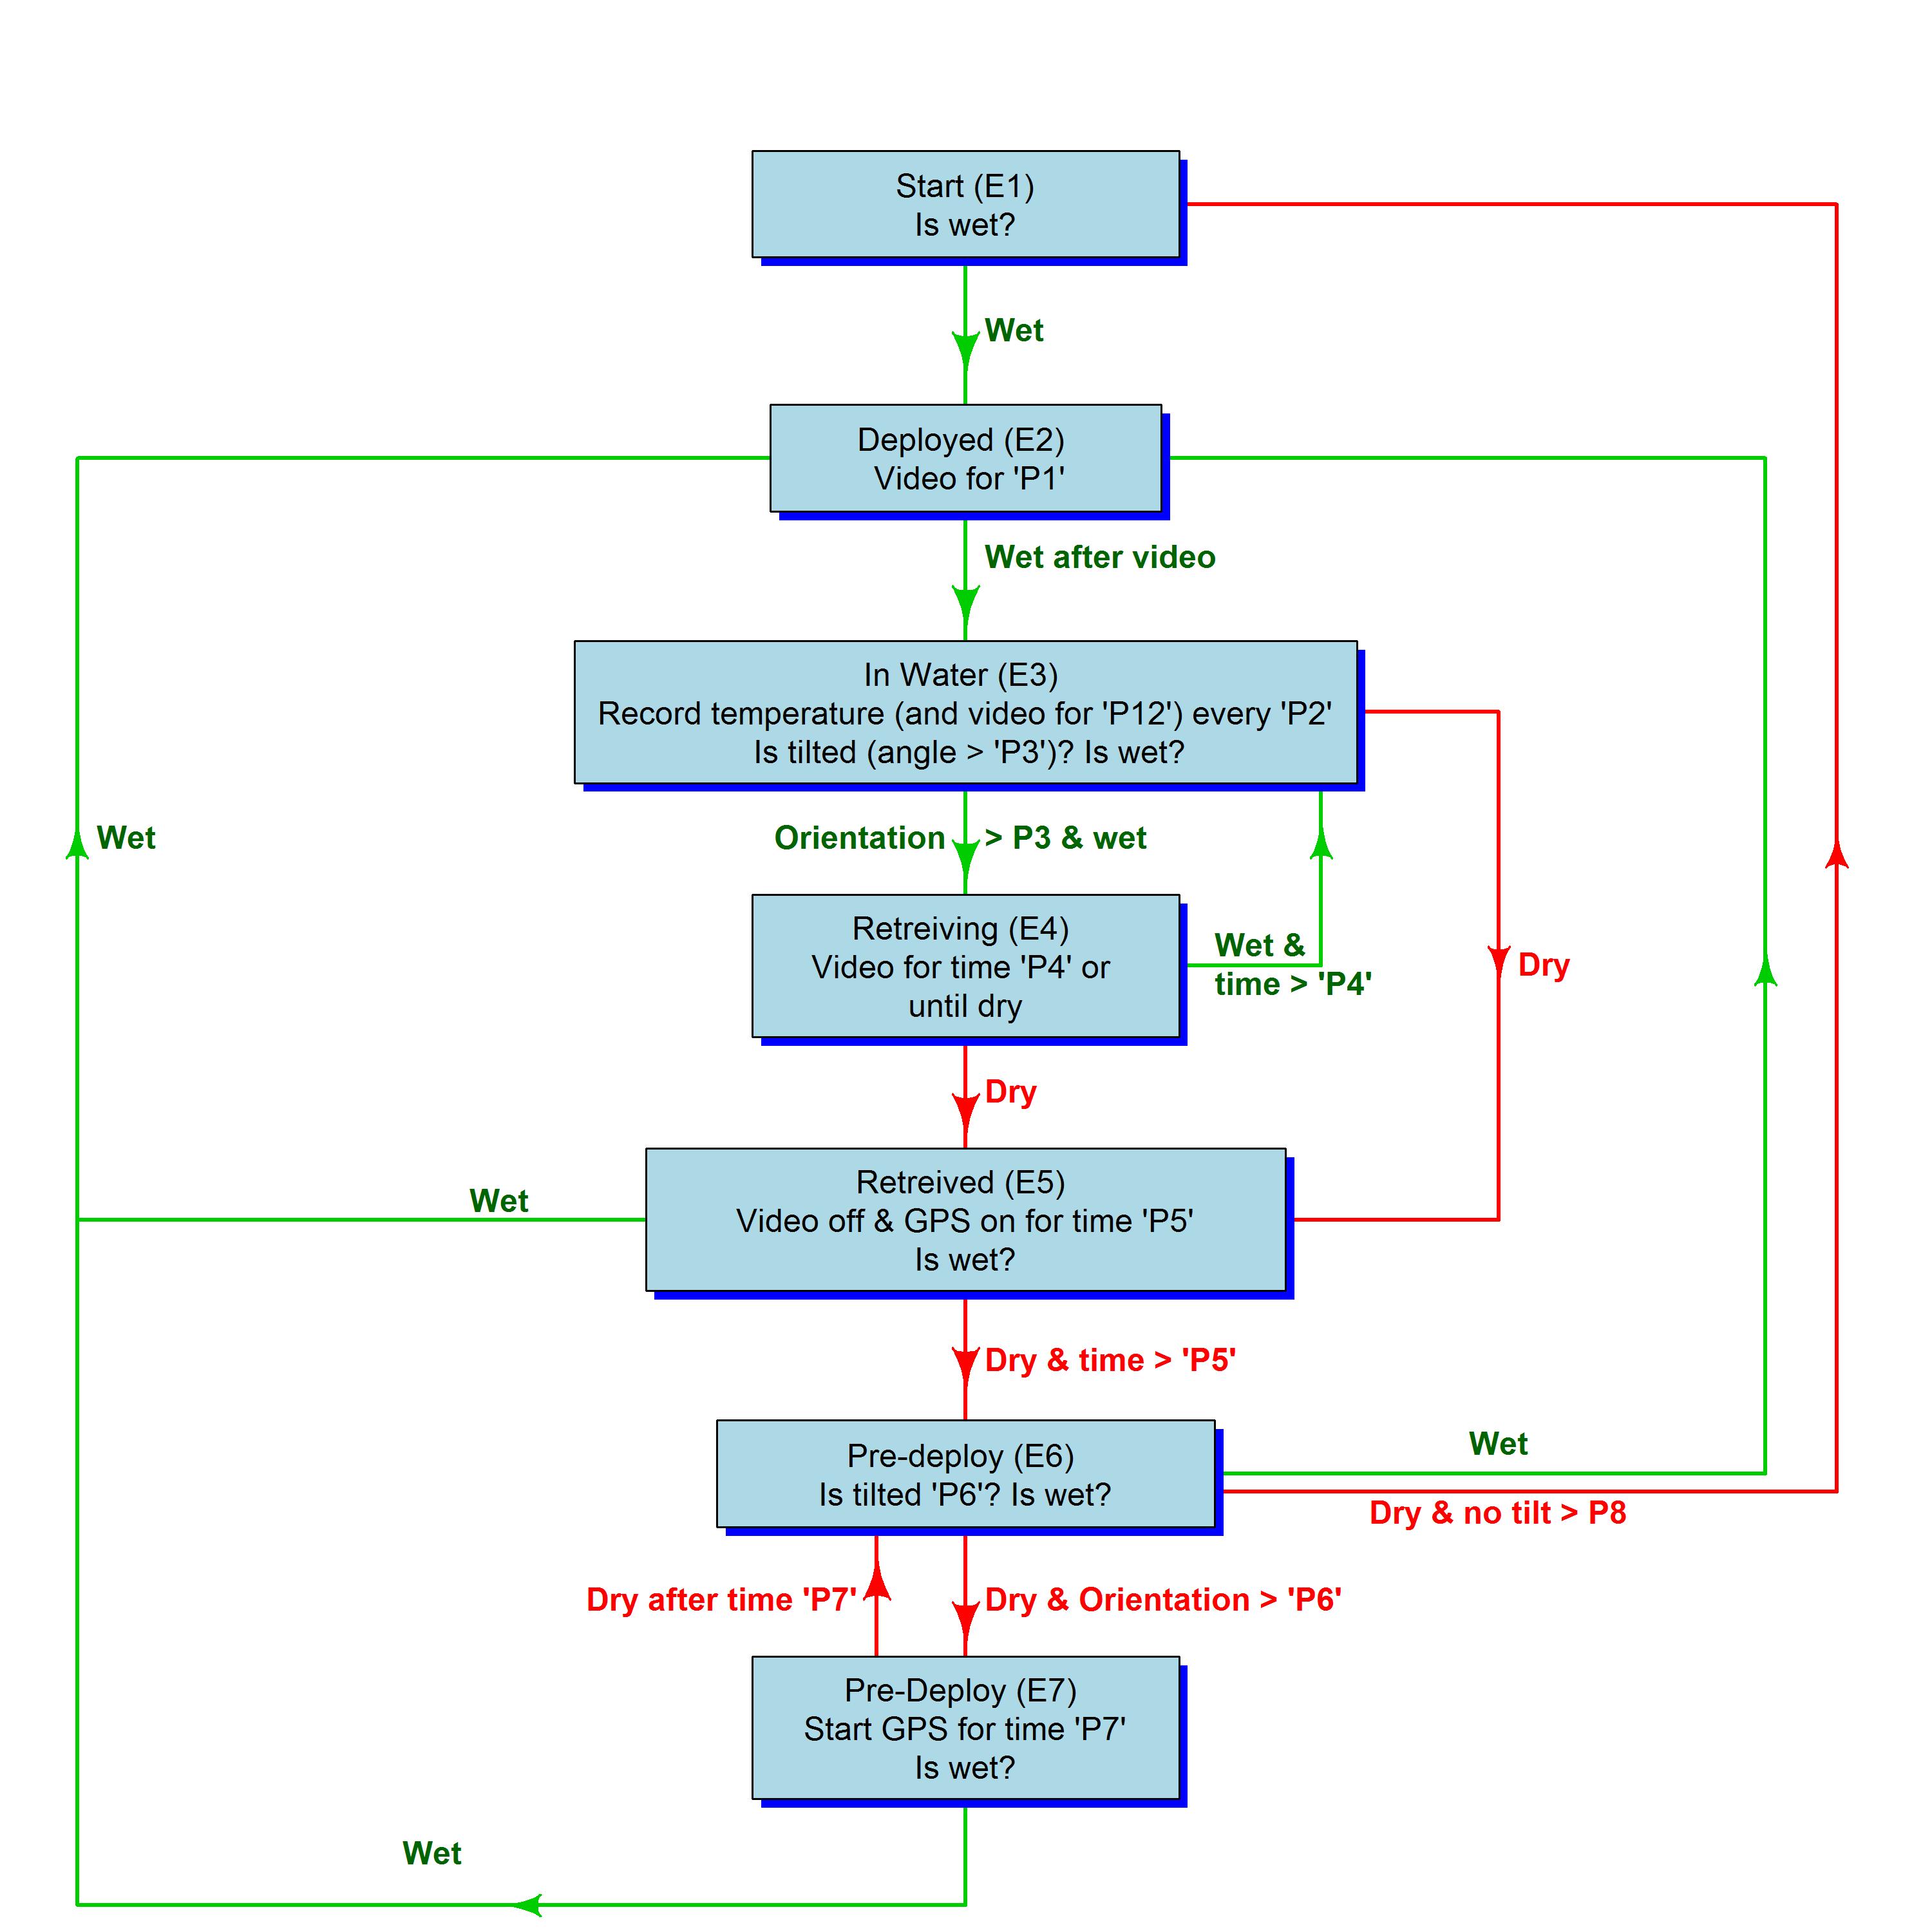 Start (E1)
Is wet?
Wet
Deployed (E2)
Video for 'P1'
Wet after video
In Water (E3)
Record temperature (and video for 'P12') every 'P2'
Is tilted (angle > 'P3')? Is wet?
Wet
Orientation > P3 & wet
Retreiving (E4)
Video for time 'P4' or
until dry
Wet &
time > 'P4'
Dry
Dry
Retreived (E5)
Video off & GPS on for time 'P5'
Is wet?
Wet
Dry & time > 'P5'
Pre-deploy (E6)
Is tilted 'P6'? Is wet?
Wet
Dry & no tilt > P8
Dry after time 'P7'
Dry & Orientation > 'P6'
Pre-Deploy (E7)
Start GPS for time 'P7'
Is wet?
Wet